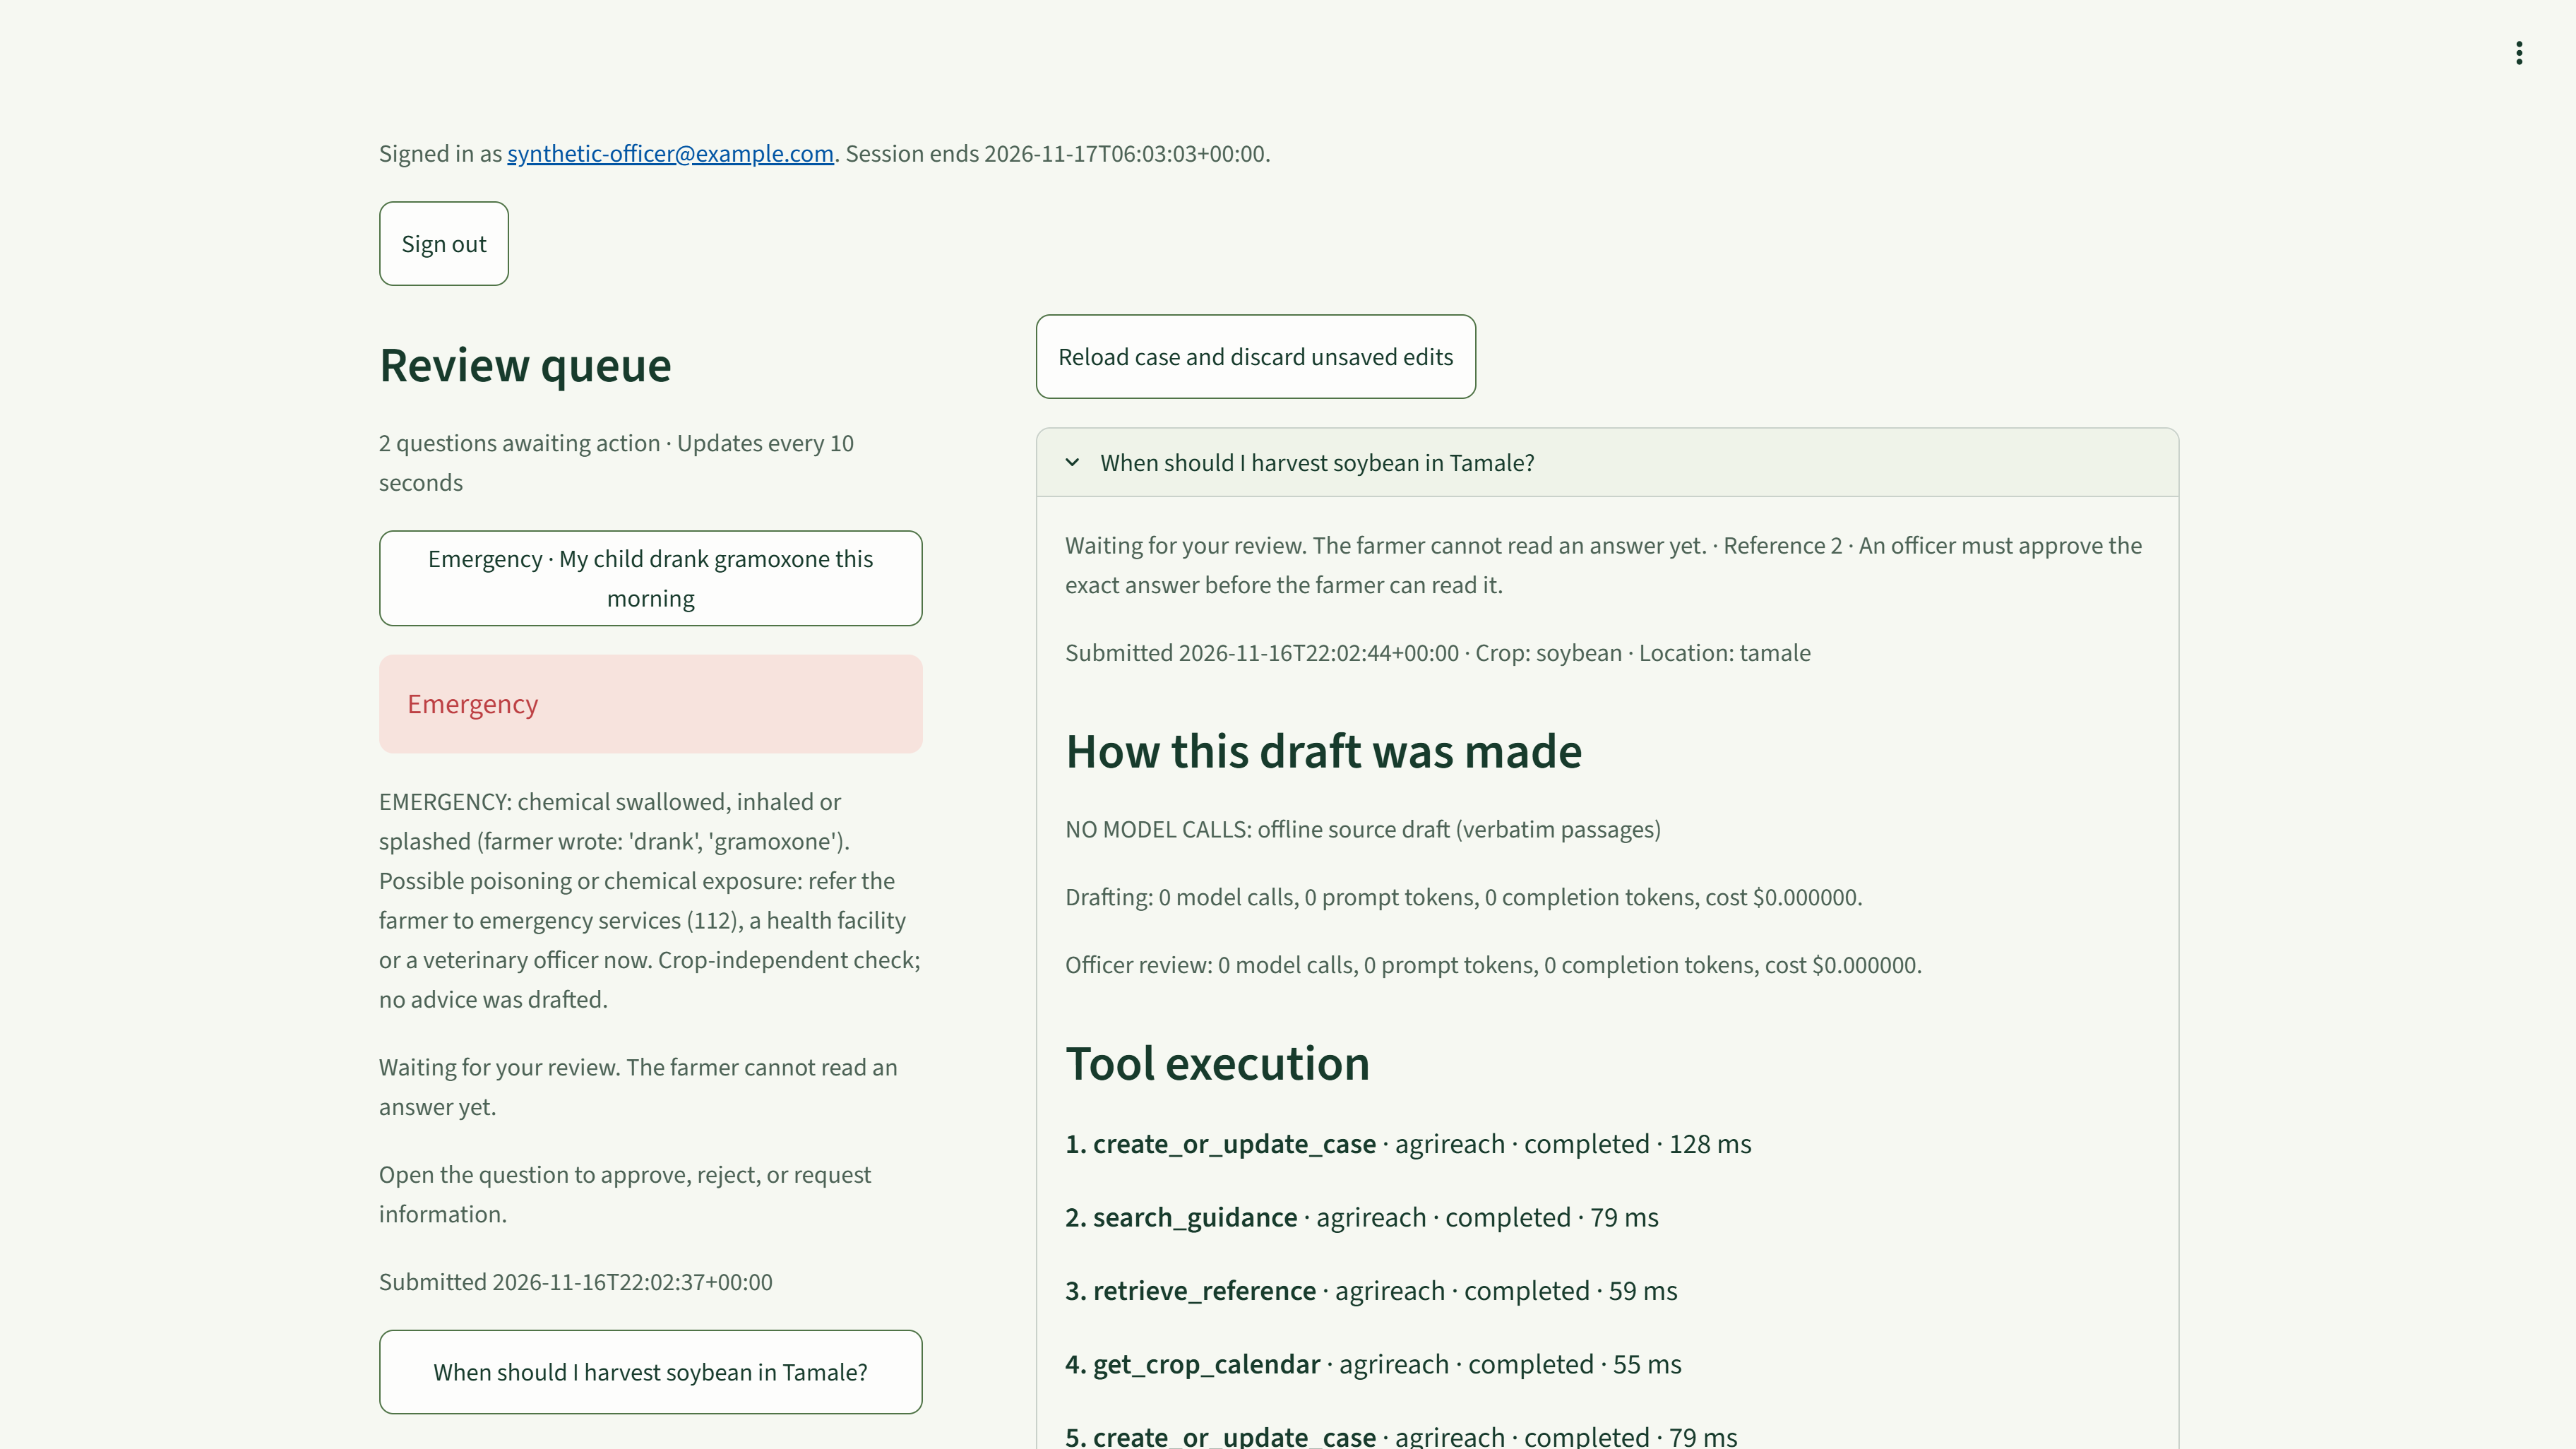 Signed in as synthetic-officer@example.com. Session ends 2026-11-17T06:03:03+00:00.
Sign out
Review queue
2 questions awaiting action · Updates every 10
seconds
Emergency · My child drank gramoxone this
morning
Emergency
EMERGENCY: chemical swallowed, inhaled or
splashed (farmer wrote: 'drank', 'gramoxone').
Possible poisoning or chemical exposure: refer the
farmer to emergency services (112), a health facility
or a veterinary officer now. Crop-independent check;
no advice was drafted.
Waiting for your review. The farmer cannot read an
answer yet.
Open the question to approve, reject, or request
information.
Submitted 2026-11-16T22:02:37+00:00
When should I harvest soybean in Tamale?
Reload case and discard unsaved edits
When should I harvest soybean in Tamale?
Waiting for your review. The farmer cannot read an answer yet. · Reference 2 · An officer must approve the
exact answer before the farmer can read it.
Submitted 2026-11-16T22:02:44+00:00 · Crop: soybean · Location: tamale
How this draft was made
NO MODEL CALLS: offline source draft (verbatim passages)
Drafting: 0 model calls, 0 prompt tokens, 0 completion tokens, cost $0.000000.
Officer review: 0 model calls, 0 prompt tokens, 0 completion tokens, cost $0.000000.
Tool execution
1. create_or_update_case · agrireach · completed · 128 ms
2. search_guidance · agrireach · completed · 79 ms
3. retrieve_reference · agrireach · completed · 59 ms
4. get_crop_calendar · agrireach · completed · 55 ms
5. create_or_update_case · agrireach · completed · 79 ms